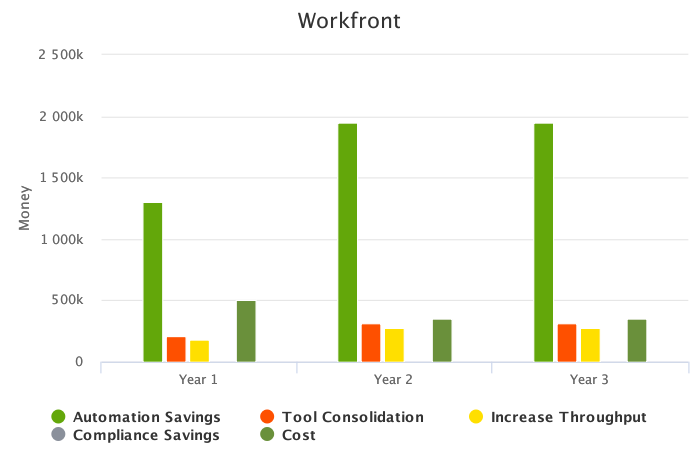 Workfront
2 500k
2 000k
1 500k
1 000k
500k
0
Money
Year 1
Year 2
Year 3
Automation Savings
Tool Consolidation
Increase Throughput
Compliance Savings
Cost